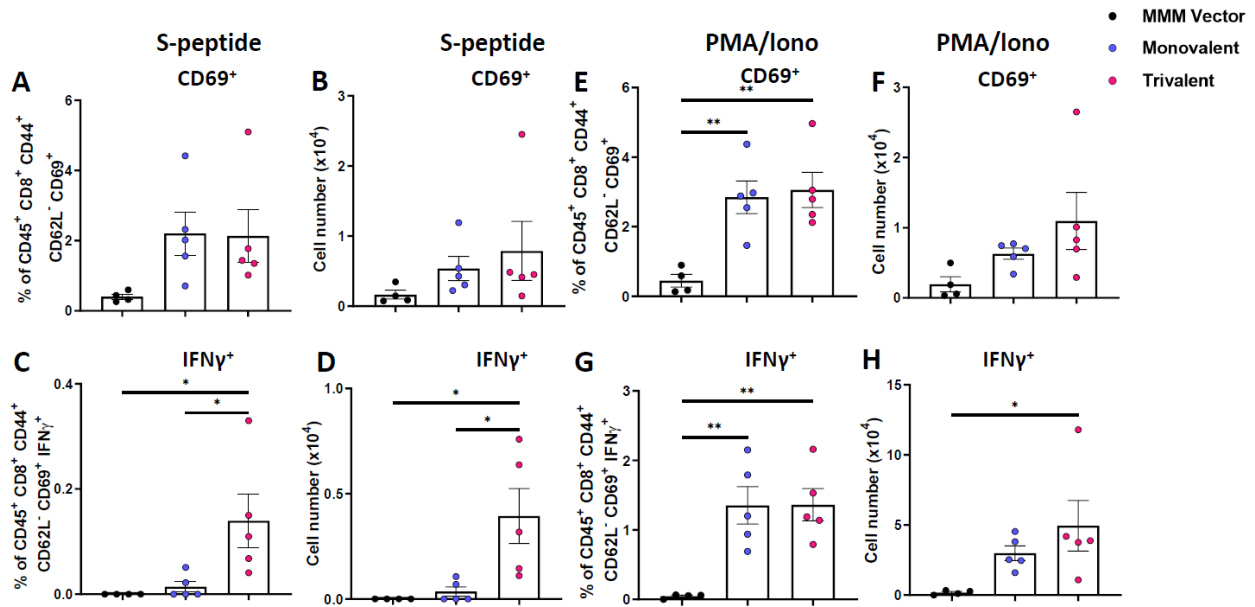 MMM Vector
Monovalent
Trivalent
S-peptide
CD69⁺
A
% of CD45⁺ CD8⁺ CD44⁺
CD62L⁻ CD69⁺
6
4
2
0
S-peptide
CD69⁺
B
Cell number (x10⁴)
3
2
1
0
PMA/Iono
CD69⁺
E
% of CD45⁺ CD8⁺ CD44⁺
CD62L⁻ CD69⁺
6
4
2
0
**
**
PMA/Iono
CD69⁺
F
Cell number (x10⁴)
3
2
1
0
IFNγ⁺
C
% of CD45⁺ CD8⁺ CD44⁺
CD62L⁻ CD69⁺ IFNγ⁺
0.4
0.2
0.0
*
*
IFNγ⁺
D
Cell number (x10⁴)
1.0
0.5
0.0
*
*
IFNγ⁺
G
% of CD45⁺ CD8⁺ CD44⁺
CD62L⁻ CD69⁺ IFNγ⁺
3
2
1
0
**
**
IFNγ⁺
H
Cell number (x10⁴)
15
10
5
0
*